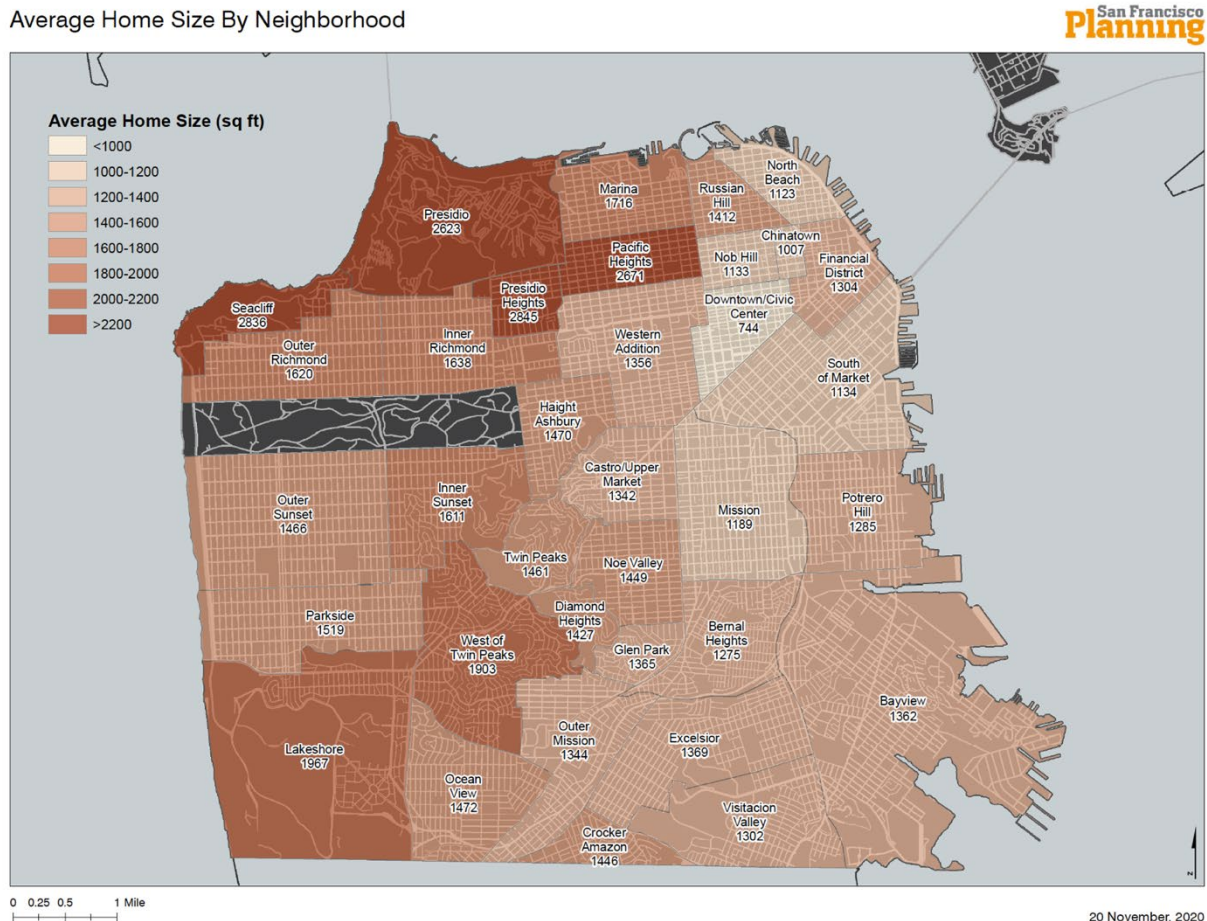 Average Home Size By Neighborhood
San Francisco
Planning
Average Home Size (sq ft)
<1000
1000-1200
1200-1400
1400-1600
1600-1800
1800-2000
2000-2200
>2200
North
Beach
1123
Marina
1716
Russian
Hill
1412
Presidio
2623
Chinatown
1007
Pacific
Heights
2671
Nob Hill
1133
Financial
District
1304
Presidio
Heights
2845
Downtown/Civic
Center
744
Seacliff
2836
Outer
Richmond
1620
Inner
Richmond
1638
Western
Addition
1356
South
of Market
1134
Haight
Ashbury
1470
Castro/Upper
Market
1342
Outer
Sunset
1466
Inner
Sunset
1611
Mission
1189
Potrero
Hill
1285
Twin Peaks
1461
Noe Valley
1449
Parkside
1519
Diamond
Heights
1427
West of
Twin Peaks
1903
Glen Park
1365
Bernal
Heights
1275
Bayview
1362
Lakeshore
1967
Outer
Mission
1344
Excelsior
1369
Ocean
View
1472
Visitacion
Valley
1302
Crocker
Amazon
1446
z
0 0.25 0.5 1 Mile
20 November, 2020